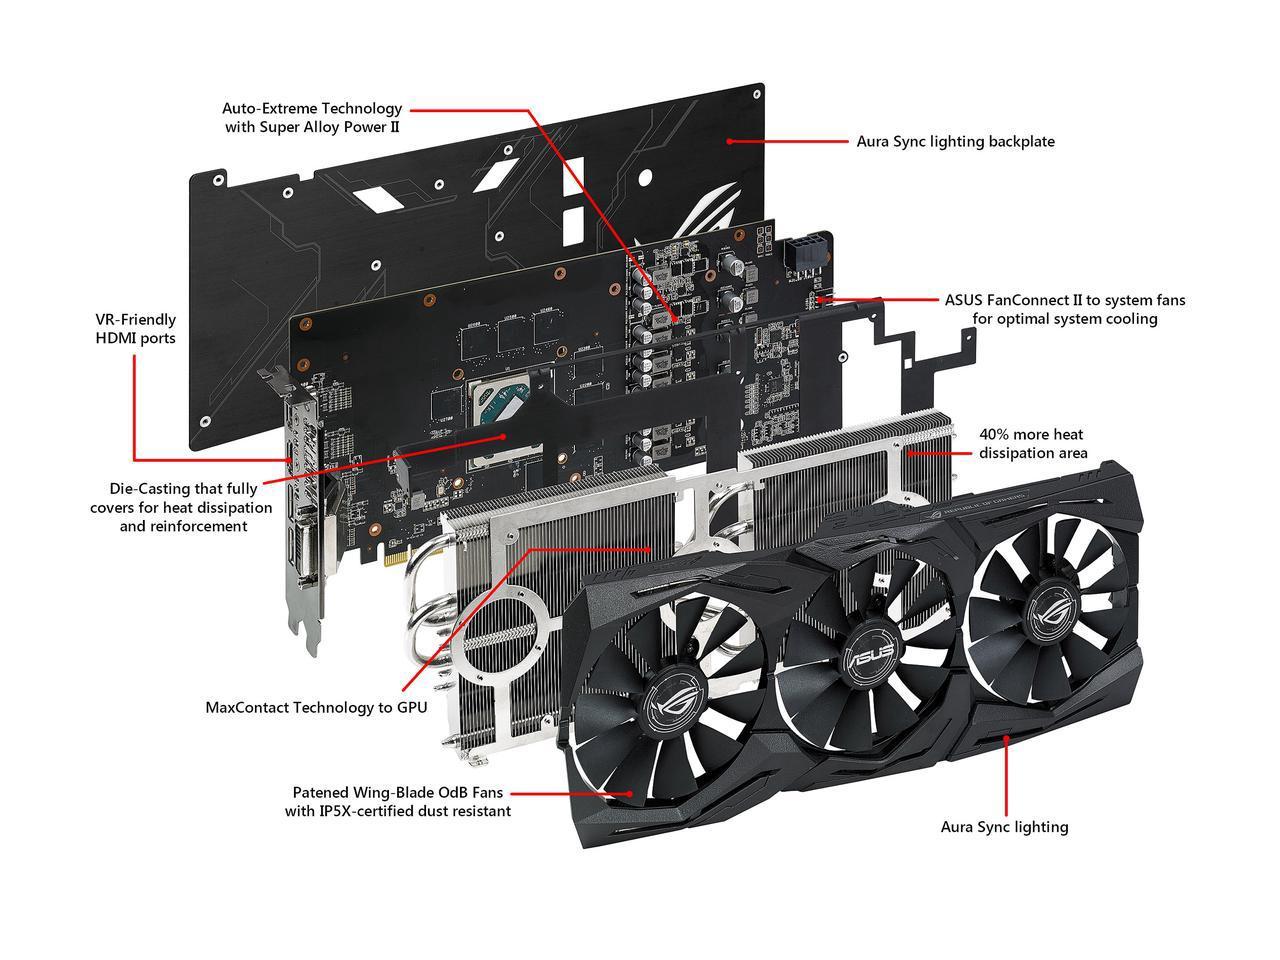 Auto-Extreme Technology
with Super Alloy Power II
Aura Sync lighting backplate
VR-Friendly
HDMI ports
ASUS FanConnect II to system fans
for optimal system cooling
40% more heat
dissipation area
Die-Casting that fully
covers for heat dissipation
and reinforcement
REPUBLIC OF GAMERS
ASUS
MaxContact Technology to GPU
Patened Wing-Blade OdB Fans
with IP5X-certified dust resistant
Aura Sync lighting